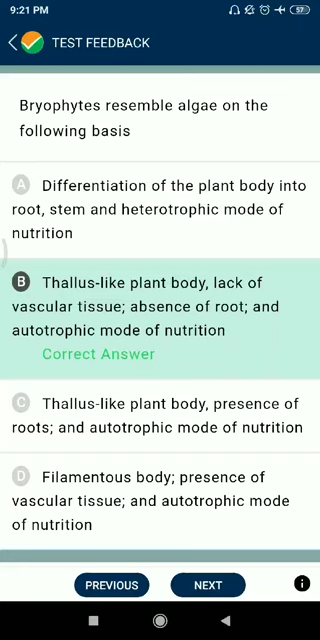 9:21 PM
57
TEST FEEDBACK
Bryophytes resemble algae on the
following basis
A Differentiation of the plant body into
root, stem and heterotrophic mode of
nutrition
B Thallus-like plant body, lack of
vascular tissue; absence of root; and
autotrophic mode of nutrition
Correct Answer
C Thallus-like plant body, presence of
roots; and autotrophic mode of nutrition
D Filamentous body; presence of
vascular tissue; and autotrophic mode
of nutrition
PREVIOUS
NEXT